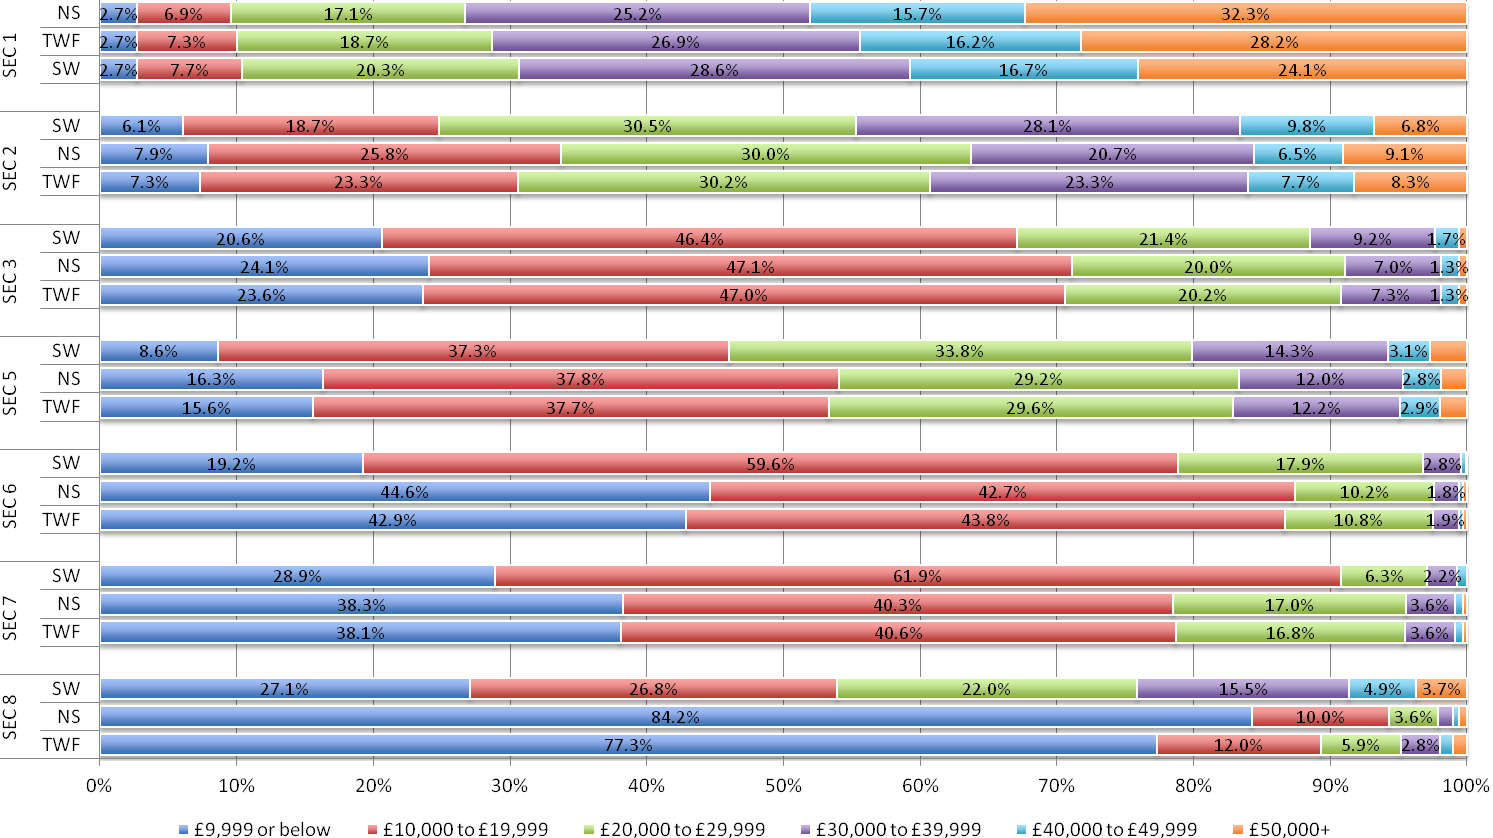 SEC 1
NS 2.7% 6.9% 17.1% 25.2% 15.7% 32.3%
TWF 2.7% 7.3% 18.7% 26.9% 16.2% 28.2%
SW 2.7% 7.7% 20.3% 28.6% 16.7% 24.1%
SEC 2
SW 6.1% 18.7% 30.5% 28.1% 9.8% 6.8%
NS 7.9% 25.8% 30.0% 20.7% 6.5% 9.1%
TWF 7.3% 23.3% 30.2% 23.3% 7.7% 8.3%
SEC 3
SW 20.6% 46.4% 21.4% 9.2% 1.7%
NS 24.1% 47.1% 20.0% 7.0% 1.3%
TWF 23.6% 47.0% 20.2% 7.3% 1.3%
SEC 5
SW 8.6% 37.3% 33.8% 14.3% 3.1%
NS 16.3% 37.8% 29.2% 12.0% 2.8%
TWF 15.6% 37.7% 29.6% 12.2% 2.9%
SEC 6
SW 19.2% 59.6% 17.9% 2.8%
NS 44.6% 42.7% 10.2% 1.8%
TWF 42.9% 43.8% 10.8% 1.9%
SEC 7
SW 28.9% 61.9% 6.3% 2.2%
NS 38.3% 40.3% 17.0% 3.6%
TWF 38.1% 40.6% 16.8% 3.6%
SEC 8
SW 27.1% 26.8% 22.0% 15.5% 4.9% 3.7%
NS 84.2% 10.0% 3.6%
TWF 77.3% 12.0% 5.9% 2.8%
0% 10% 20% 30% 40% 50% 60% 70% 80% 90% 100%
£9,999 or below £10,000 to £19,999 £20,000 to £29,999 £30,000 to £39,999 £40,000 to £49,999 £50,000+